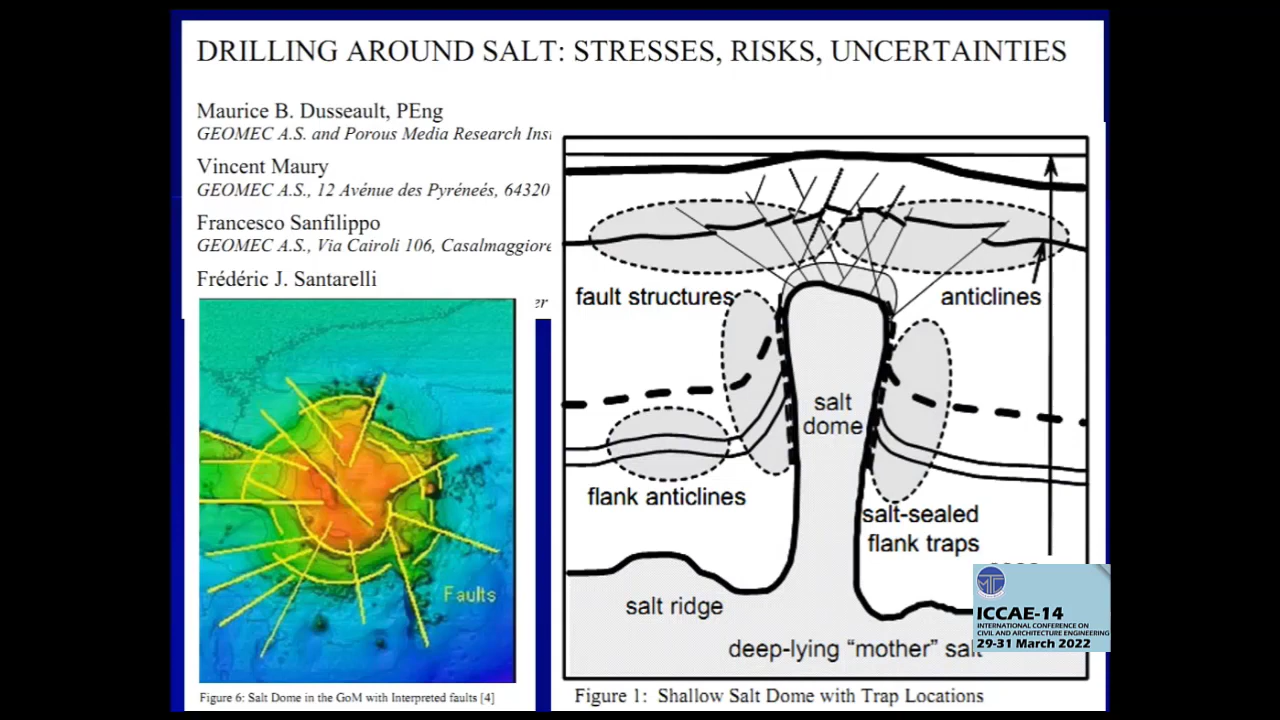 DRILLING AROUND SALT: STRESSES, RISKS, UNCERTAINTIES
Maurice B. Dusseault, PEng
GEOMEC A.S. and Porous Media Research
Vincent Maury
GEOMEC A.S., 12 Avénue des Pyréneés, 64320
Francesco Sanfilippo
GEOMEC A.S., Via Cairoli 106, Casalmaggiore
Frédéric J. Santarelli
er
Faults
Figure 6: Salt Dome in the GoM with Interpreted faults [4]
fault structures
anticlines
salt
dome
flank anticlines
salt-sealed
flank traps
salt ridge
deep-lying “mother” salt
Figure 1: Shallow Salt Dome with Trap Locations
ICCAE-14
INTERNATIONAL CONFERENCE ON
CIVIL AND ARCHITECTURE ENGINEERING
29-31 March 2022